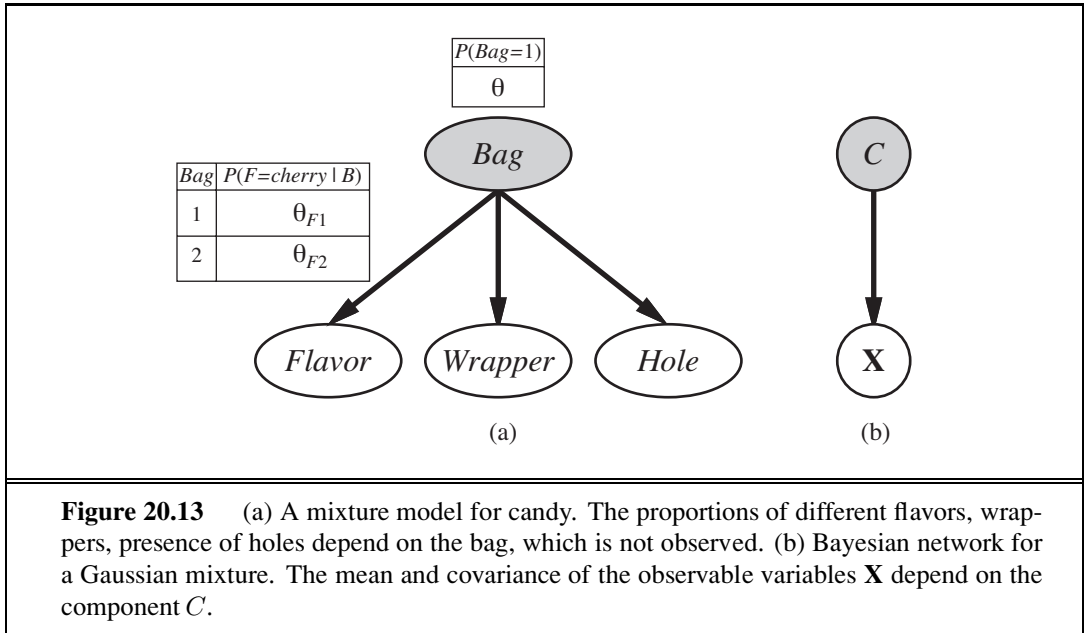 P(Bag=1)
θ
Bag
C
Bag P(F=cherry | B)
1 θF1
2 θF2
Flavor Wrapper Hole X
(a) (b)
Figure 20.13 (a) A mixture model for candy. The proportions of different flavors, wrap-
pers, presence of holes depend on the bag, which is not observed. (b) Bayesian network for
a Gaussian mixture. The mean and covariance of the observable variables X depend on the
component C.